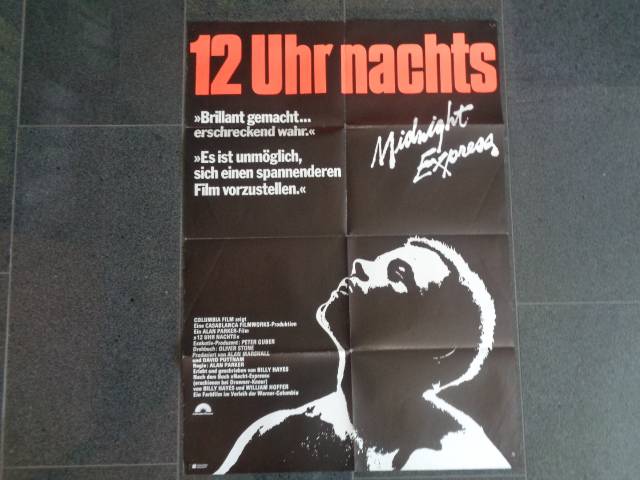 12 Uhr nachts
»Brillant gemacht...
erschreckend wahr.«
Midnight
Express
»Es ist unmöglich,
sich einen spannenderen
Film vorzustellen.«
COLUMBIA FILM zeigt
Eine CASABLANCA FILMWORKS-Produktion
Ein ALAN PARKER-Film
»12 UHR NACHTS«
Exekutiv-Produzent: PETER GUBER
Drehbuch: OLIVER STONE
Produziert von ALAN MARSHALL
und DAVID PUTTNAM
Regie: ALAN PARKER
Erlebt und geschrieben von BILLY HAYES
Nach dem Buch »Nacht-Express«
(erschienen bei Droemer-Knaur)
von BILLY HAYES und WILLIAM HOFFER
Ein Farbfilm im Verleih der Warner-Columbia